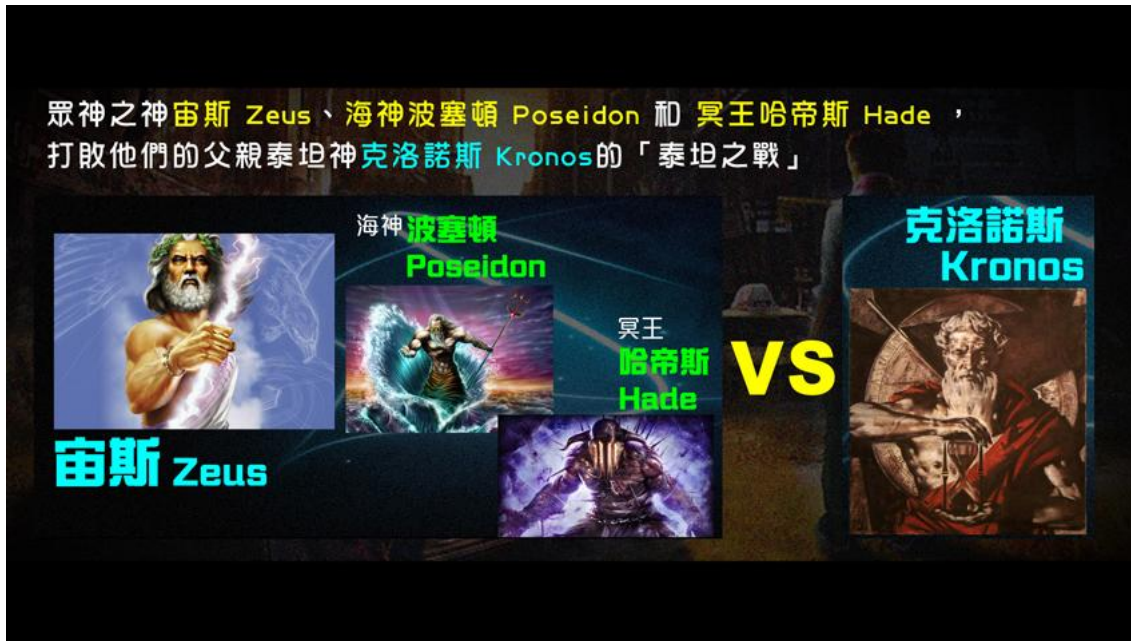 眾神之神宙斯 Zeus、海神波塞頓 Poseidon 和 冥王哈帝斯 Hade ，
打敗他們的父親泰坦神克洛諾斯 Kronos的「泰坦之戰」
海神波塞頓
Poseidon
冥王
哈帝斯
Hade
宙斯 Zeus
VS
克洛諾斯
Kronos